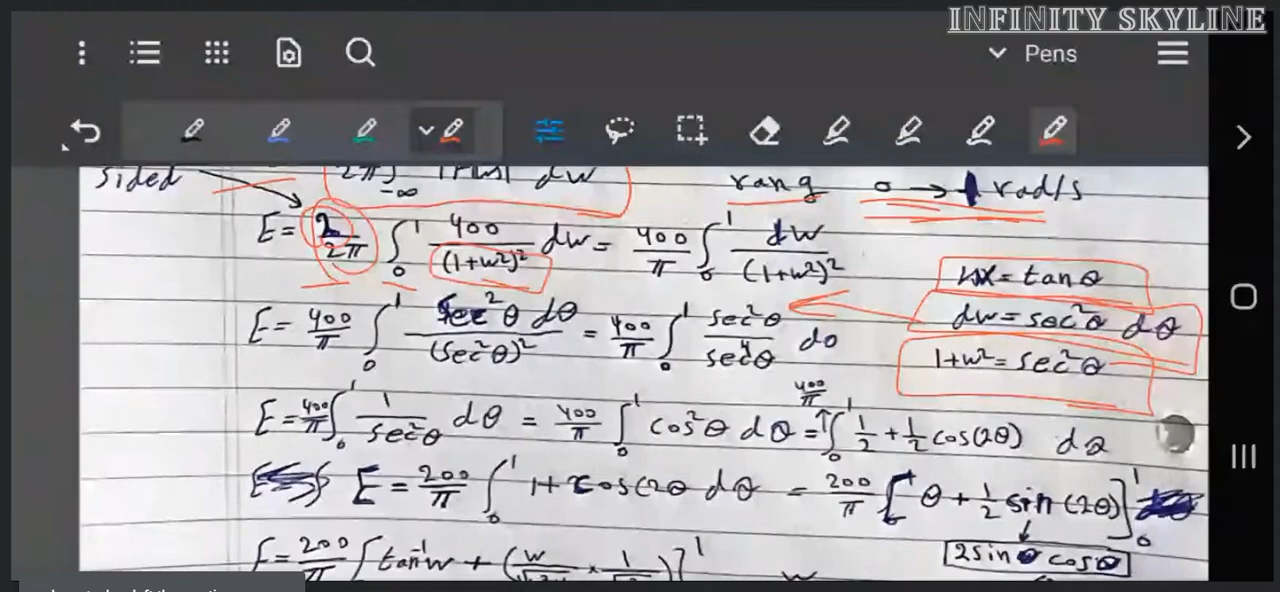 INFINITY SKYLINE
Pens
sided
2π ∫ -∞ dw
rang 0 → 1 rad/s
E = 2/2π ∫₀¹ 400/(1+w²)² dw = 400/π ∫₀¹ dw/(1+w²)²
x = tanθ
dw = sec²θ dθ
1+w² = sec²θ
E = 400/π ∫₀¹ sec²θ dθ/(sec²θ)² = 400/π ∫₀¹ sec²θ/sec⁴θ dθ
E = 400/π ∫₀¹ 1/sec²θ dθ = 400/π ∫₀¹ cos²θ dθ = 400/π ∫₀¹ 1/2 + 1/2 cos(2θ) dθ
E = 200/π ∫₀¹ 1 + cos(2θ dθ = 200/π [θ + 1/2 sin(2θ)]₀¹
2sinθ cosθ
E = 200/π [tan⁻¹w + (w